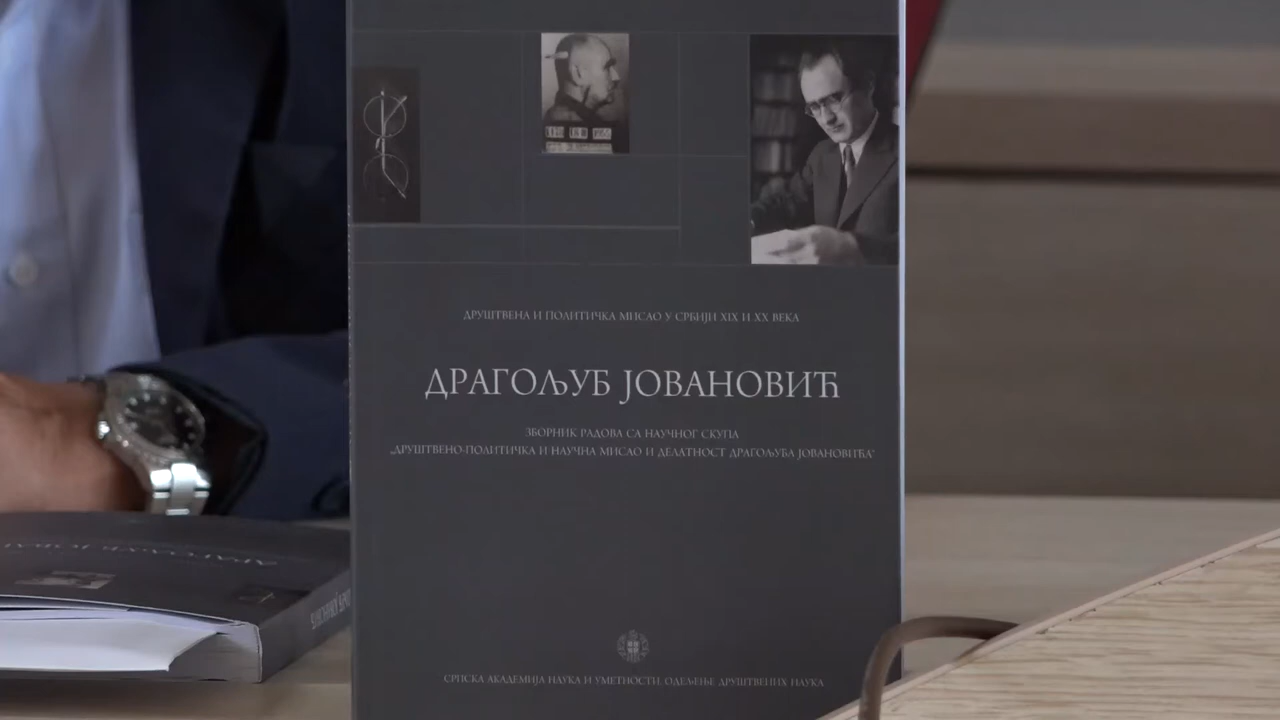 ДРУШТВЕНА И ПОЛИТИЧКА МИСАО У СРБИЈИ XIX И XX ВЕКА
ДРАГОЉУБ ЈОВАНОВИЋ
ЗБОРНИК РАДОВА СА НАУЧНОГ СКУПА
„ДРУШТВЕНО-ПОЛИТИЧКА И НАУЧНА МИСАО И ДЕЛАТНОСТ ДРАГОЉУБА ЈОВАНОВИЋА“
СРПСКА АКАДЕМИЈА НАУКА И УМЕТНОСТИ, ОДЕЉЕЊЕ ДРУШТВЕНИХ НАУКА